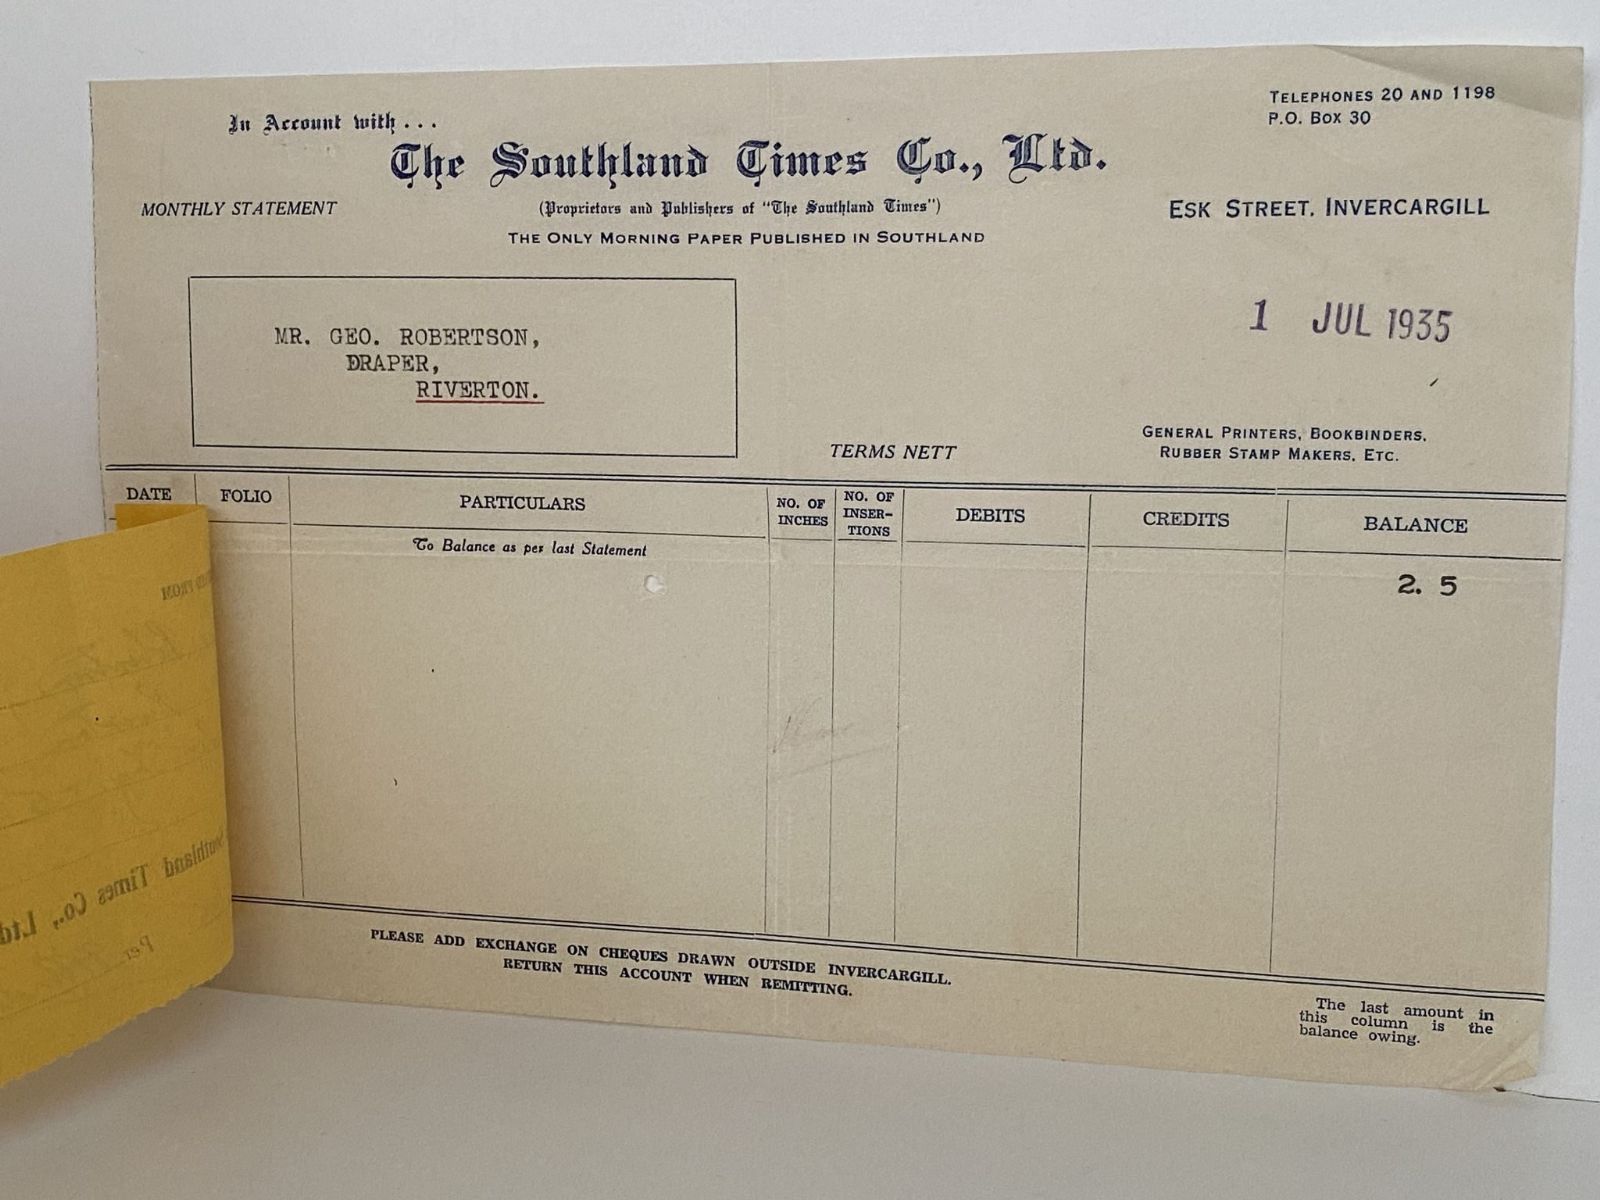 In Account with...
The Southland Times Co., Ltd.
(Proprietors and Publishers of "The Southland Times")
THE ONLY MORNING PAPER PUBLISHED IN SOUTHLAND
MONTHLY STATEMENT
TELEPHONES 20 AND 1198
P.O. BOX 30
ESK STREET, INVERCARGILL
1 JUL 1935
MR. GEO. ROBERTSON,
DRAPER,
RIVERTON.
TERMS NETT
GENERAL PRINTERS, BOOKBINDERS,
RUBBER STAMP MAKERS, ETC.
DATE FOLIO PARTICULARS NO. OF INCHES NO. OF INSER-TIONS DEBITS CREDITS BALANCE
To Balance as per last Statement
2. 5
PLEASE ADD EXCHANGE ON CHEQUES DRAWN OUTSIDE INVERCARGILL.
RETURN THIS ACCOUNT WHEN REMITTING.
The last amount in
this column is the
balance owing.
FROM
Southland Times Co., Ltd
Per